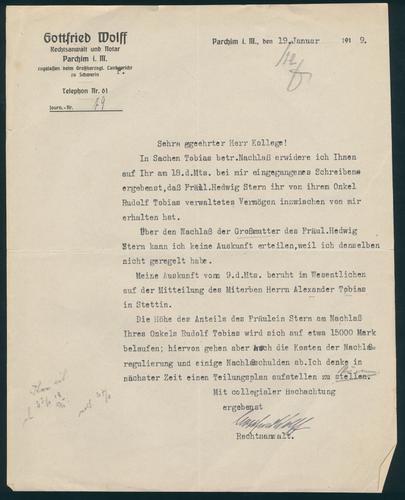 Gottfried Wolff
Rechtsanwalt und Notar
Parchim i. M.
zugelassen beim Großherzogl. Landgericht
zu Schwerin
Telephon Nr. 61
Journ.-Nr. 79
Parchim i. M., den 19.Januar 1919.
Sehrn ggeehrter Herr Kollege!
In Sachen Tobias betr.Nachlaß erwidere ich Ihnen
auf Ihr am 18.d.Mts. bei mir eingegangenes Schreiben
ergebenst,daß Fräul.Hedwig Stern ihr von ihrem Onkel
Rudolf Tobias verwaltetes Vermögen inzwischen von mir
erhalten hat.
Über den Nachlaß der Großmutter des Fräul.Hedwig
Stern kann ich keine Auskunft erteilen,weil ich denselben
nicht geregelt habe.
Meine Auskunft vom 9.d.Mts. beruht im Wesentlichen
auf der Mitteilung des Miterben Herrn Alexander Tobias
in Stettin.
Die Höhe des Anteils des Fräulein Stern am Nachlaß
Ihres Onkels Rudolf Tobias wird sich auf etwa 15000 Mark
belaufen; hiervon gehen aber auch die Kosten der Nachlaß
regulierung und einige Nachlaßschulden ab.Ich denke in
nächster Zeit einen Teilungsplan aufstellen zu stellen.
Mit collegialer Hochachtung
ergebenst
Rechtsanwalt.